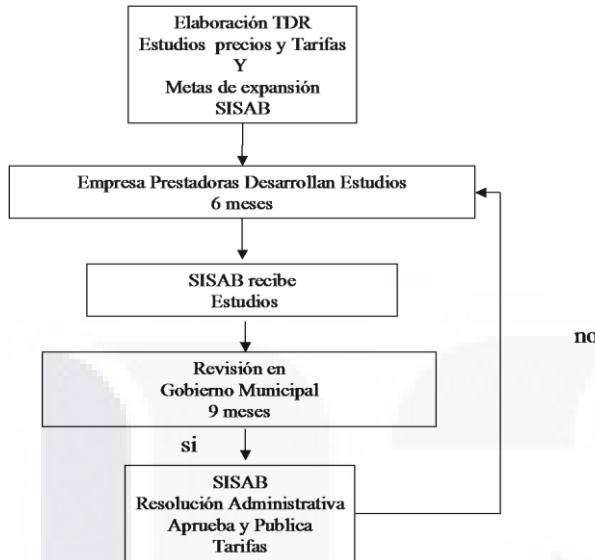 Elaboración TDR
Estudios precios y Tarifas
Y
Metas de expansión
SISAB
Empresa Prestadoras Desarrollan Estudios
6 meses
SISAB recibe
Estudios
no
Revisión en
Gobierno Municipal
9 meses
si
SISAB
Resolución Administrativa
Aprueba y Publica
Tarifas